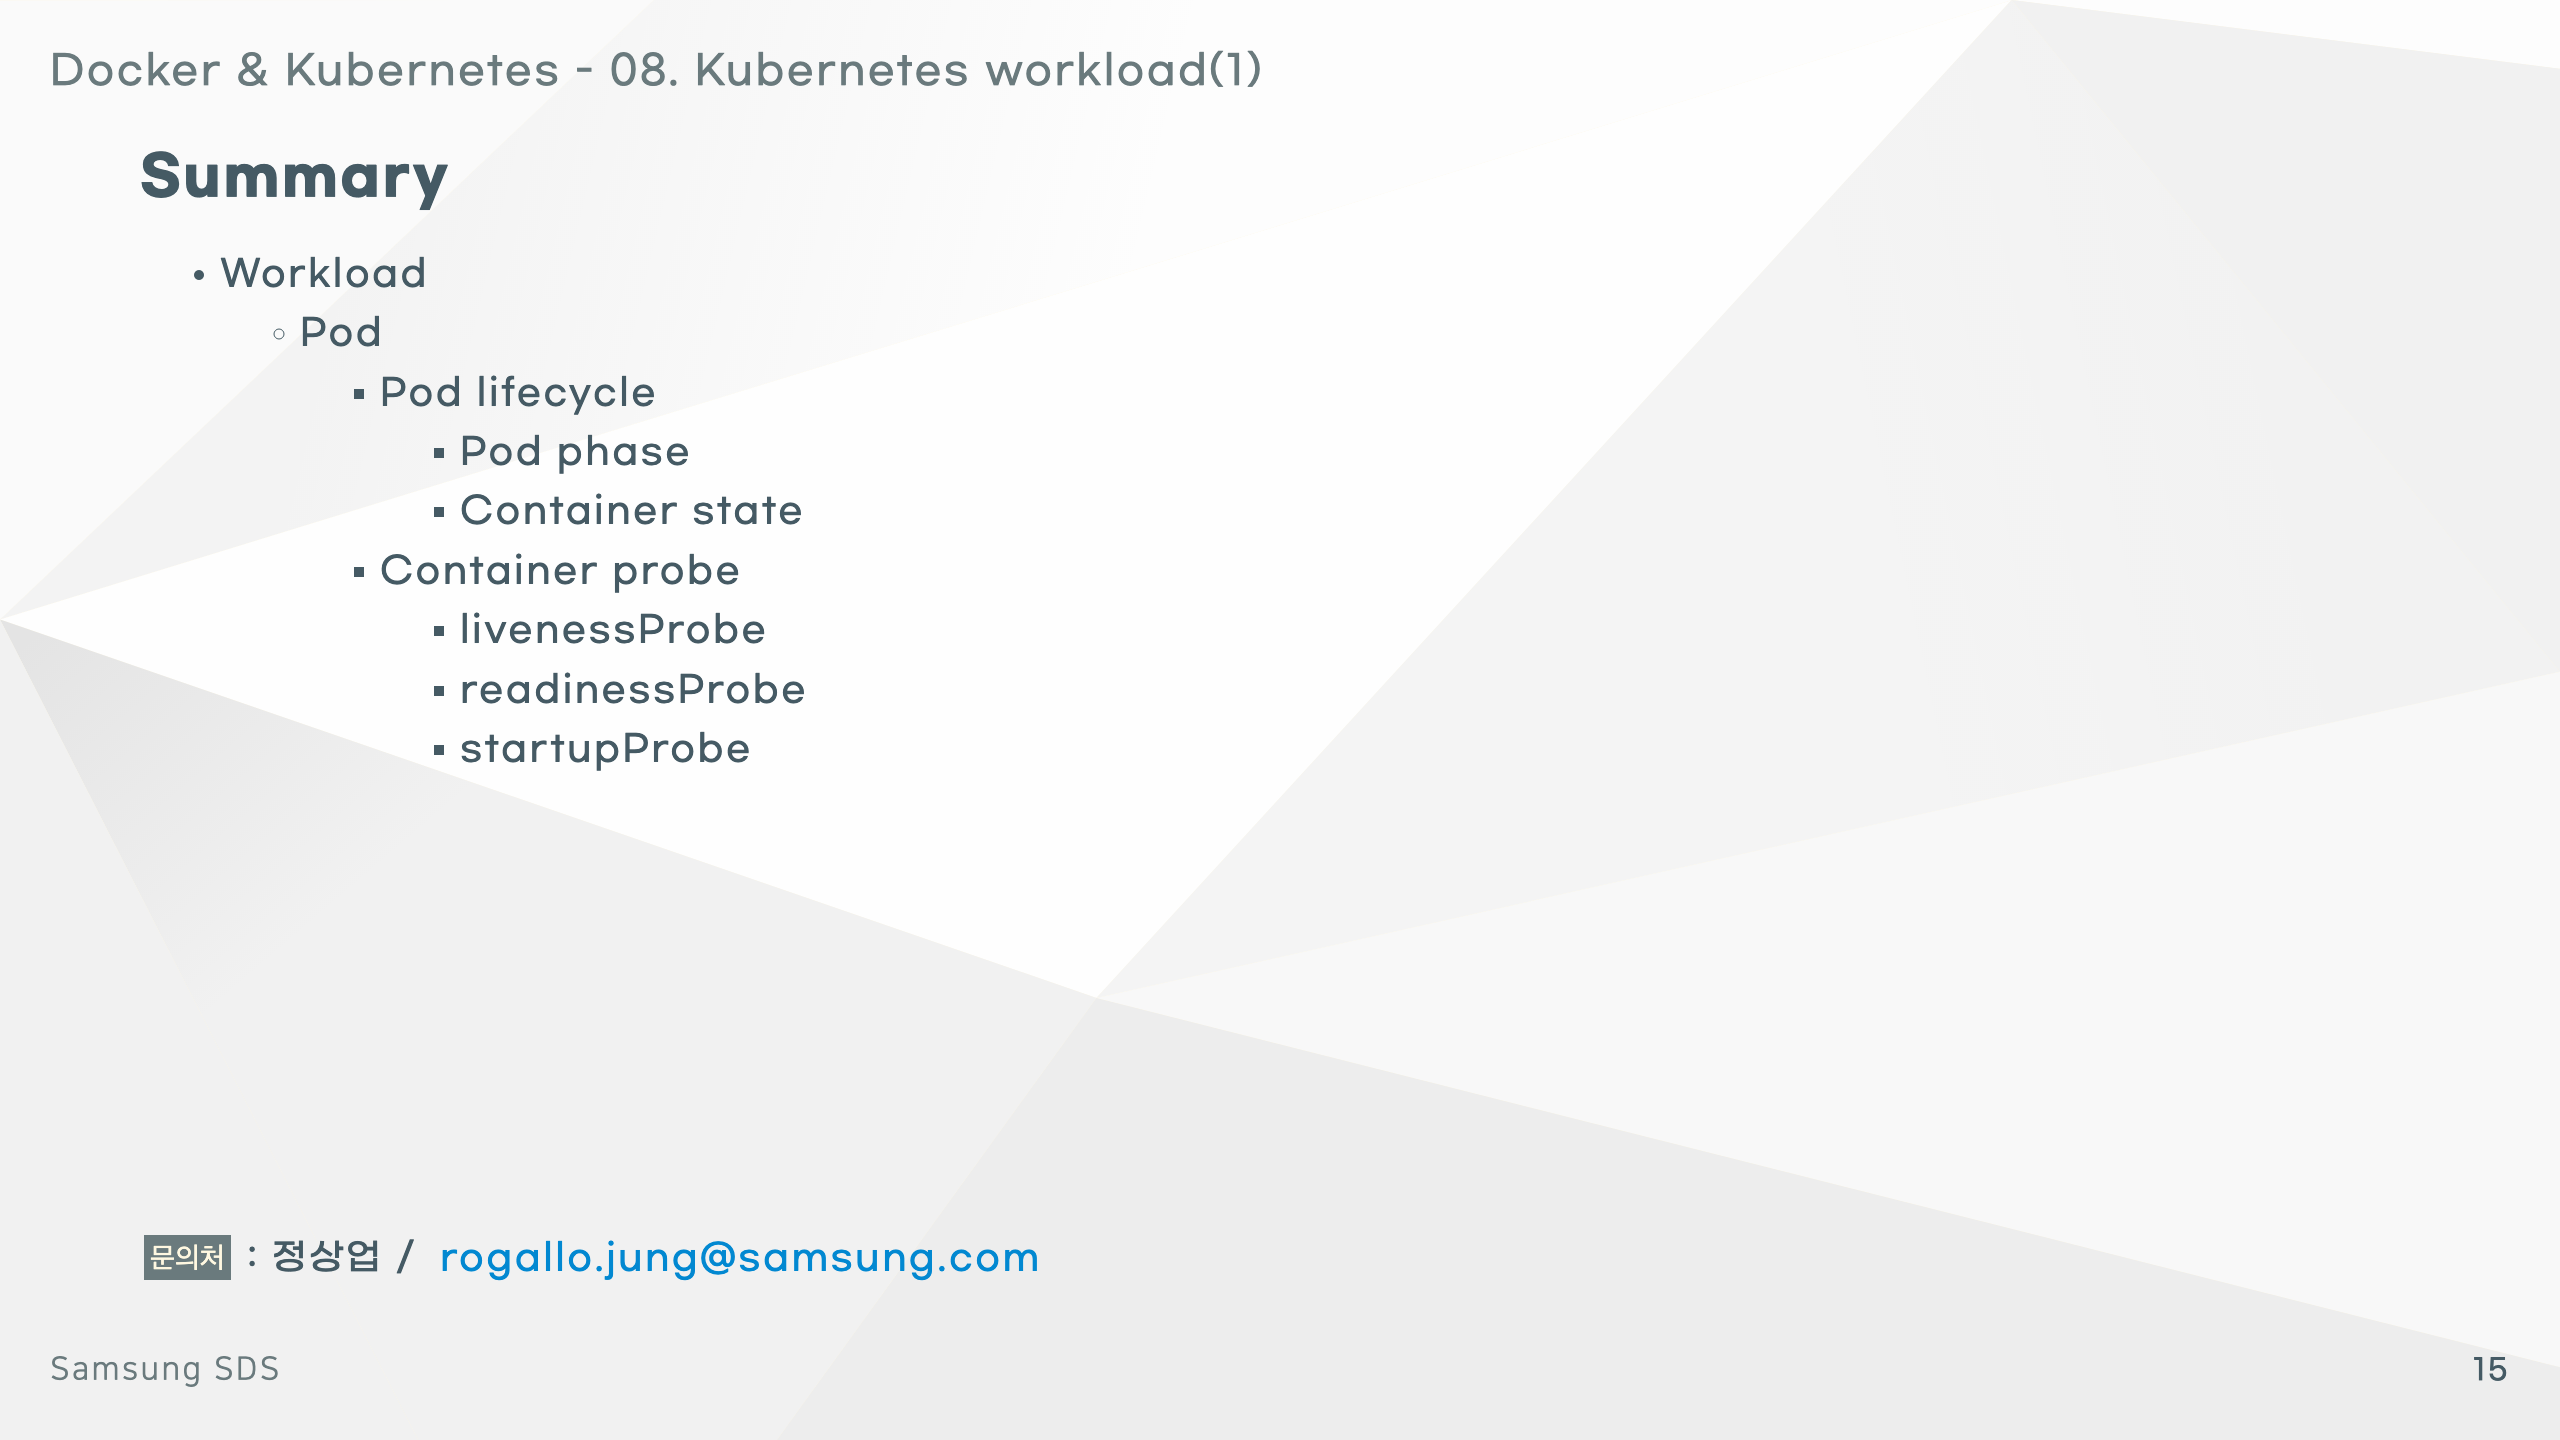 Docker & Kubernetes - 08. Kubernetes workload(1)
Summary
• Workload
◦ Pod
▪ Pod lifecycle
▪ Pod phase
▪ Container state
▪ Container probe
▪ livenessProbe
▪ readinessProbe
▪ startupProbe
문의처 : 정상업 / rogallo.jung@samsung.com
Samsung SDS
15